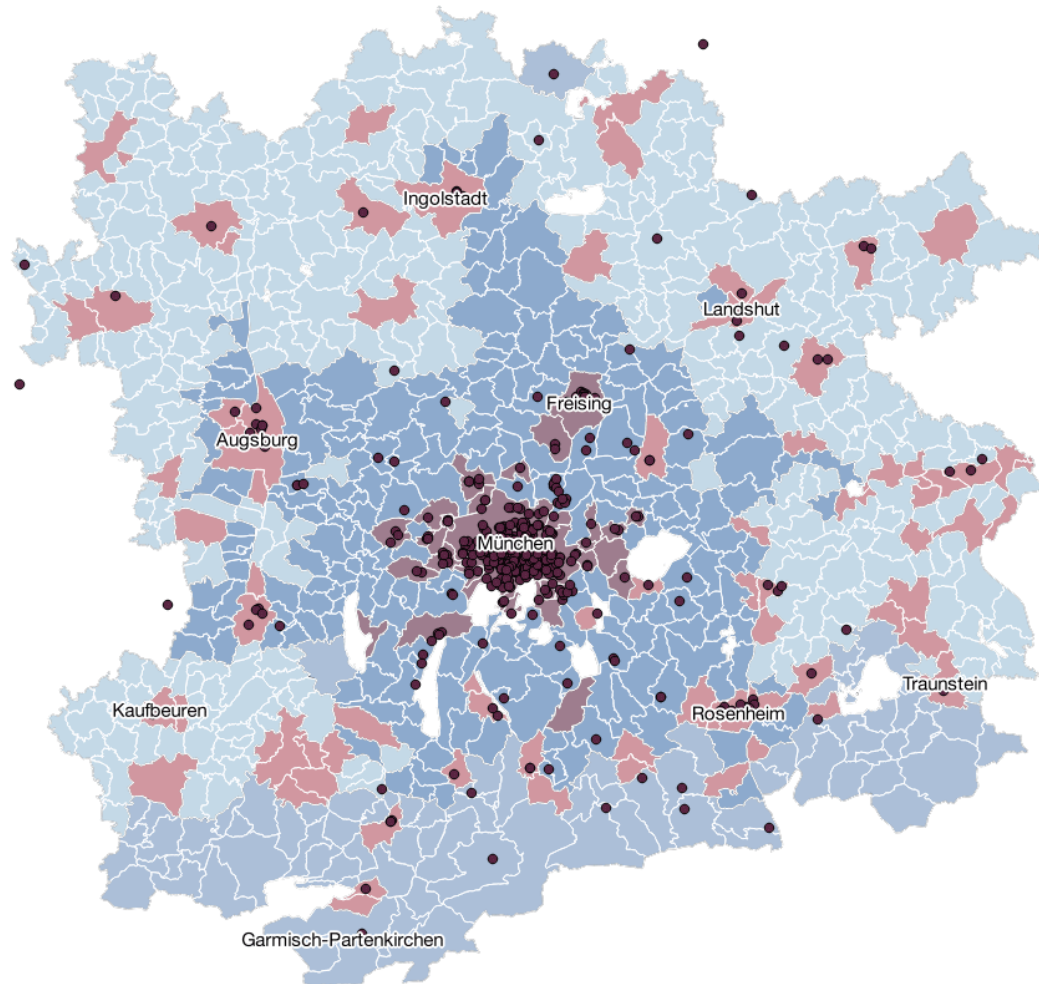 Ingolstadt
Landshut
Freising
Augsburg
München
Traunstein
Kaufbeuren
Rosenheim
Garmisch-Partenkirchen